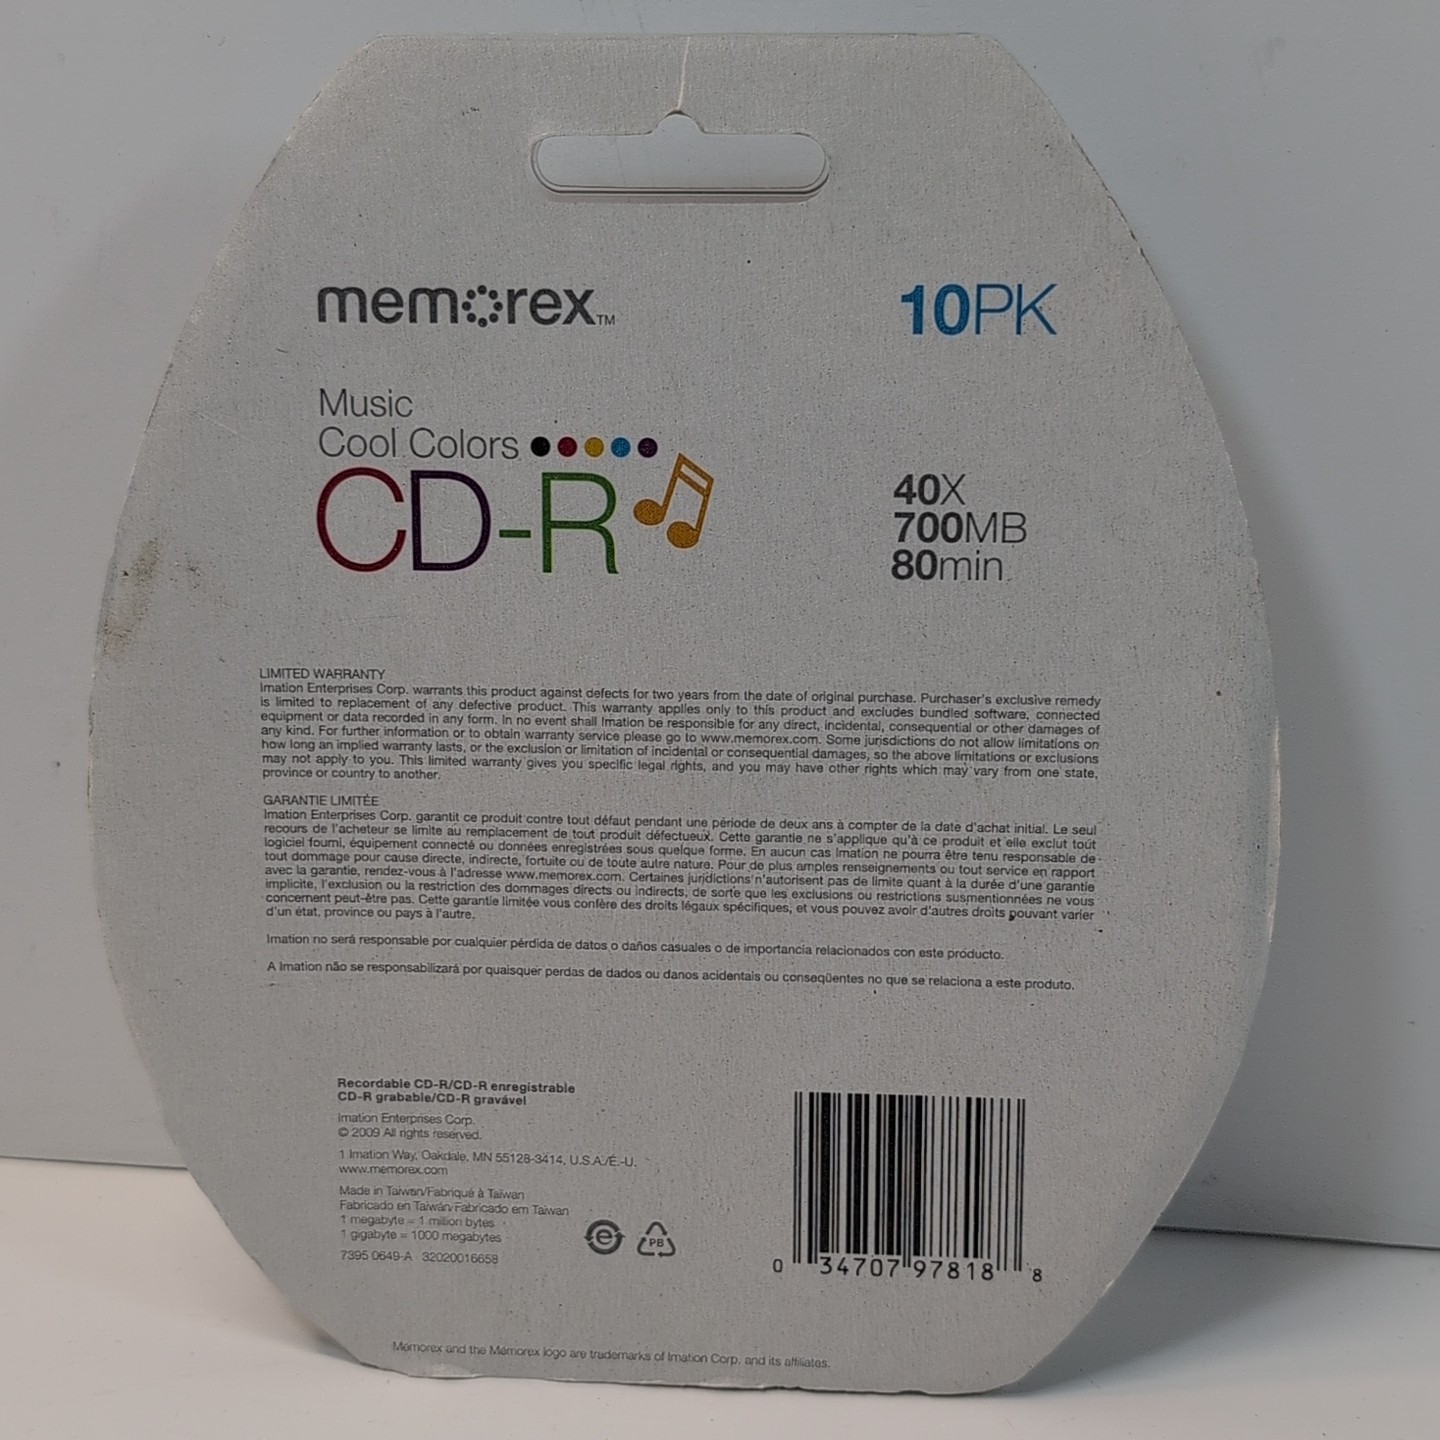 memorex™
10PK
Music
Cool Colors
CD-R
40X
700MB
80min
LIMITED WARRANTY
Imation Enterprises Corp. warrants this product against defects for two years from the date of original purchase. Purchaser's exclusive remedy
is limited to replacement of any defective product. This warranty applies only to this product and excludes bundled software, connected
equipment or data recorded in any form. In no event shall Imation be responsible for any direct, incidental, consequential or other damages of
any kind. For further information or to obtain warranty service please go to www.memorex.com. Some jurisdictions do not allow limitations on
how long an implied warranty lasts, or the exclusion or limitation of incidental or consequential damages, so the above limitations or exclusions
may not apply to you. This limited warranty gives you specific legal rights, and you may have other rights which may vary from one state,
province or country to another.
GARANTIE LIMITÉE
Imation Enterprises Corp. garantit ce produit contre tout défaut pendant une période de deux ans à compter de la date d'achat initial. Le seul
recours de l'acheteur se limite au remplacement de tout produit défectueux. Cette garantie ne s'applique qu'à ce produit et elle exclut tout
logiciel fourni, équipement connecté ou données enregistrées sous quelque forme. En aucun cas Imation ne pourra être tenu responsable de
tout dommage pour cause directe, indirecte, fortuite ou de toute autre nature. Pour de plus amples renseignements ou tout service en rapport
avec la garantie, rendez-vous à l'adresse www.memorex.com. Certaines juridictions n'autorisent pas de limite quant à la durée d'une garantie
implicite, l'exclusion ou la restriction des dommages directs ou indirects, de sorte que les exclusions ou restrictions susmentionnées ne vous
concernent peut-être pas. Cette garantie limitée vous confère des droits légaux spécifiques, et vous pouvez avoir d'autres droits pouvant varier
d'un état, province ou pays à l'autre.
Imation no será responsable por cualquier pérdida de datos o daños casuales o de importancia relacionados con este producto.
A Imation não se responsabilizará por quaisquer perdas de dados ou danos acidentais ou conseqüentes no que se relaciona a este produto.
Recordable CD-R/CD-R enregistrable
CD-R grabable/CD-R gravável
Imation Enterprises Corp.
© 2009 All rights reserved.
1 Imation Way, Oakdale, MN 55128-3414, U.S.A./É.-U.
www.memorex.com
Made in Taiwan/Fabriqué à Taïwan
Fabricado en Taiwán/Fabricado em Taiwan
1 megabyte = 1 million bytes
1 gigabyte = 1000 megabytes
7395 0649-A 32020016658
e
PB
0 34707 97818 8
Memorex and the Memorex logo are trademarks of Imation Corp. and its affiliates.